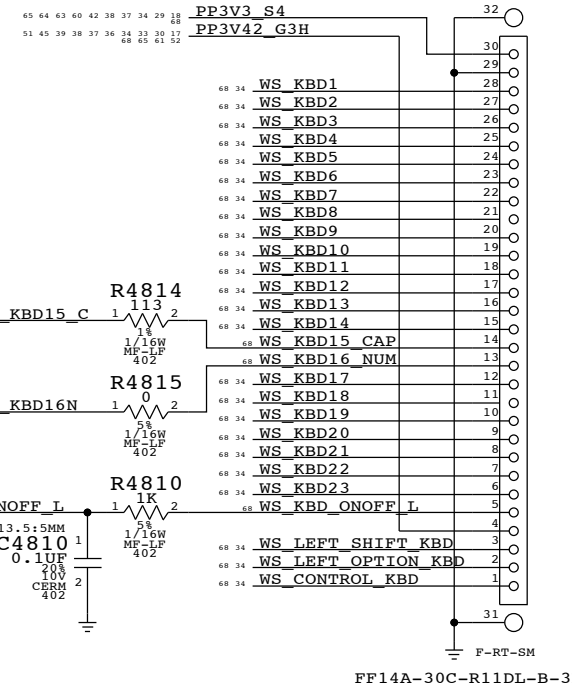 65 64 63 60 42 38 37 34 29 18 PP3V3_S4 32
68
51 45 39 38 37 36 34 33 30 17 PP3V42_G3H
68 65 61 52
30
29
68 34 WS_KBD1 28
68 34 WS_KBD2 27
68 34 WS_KBD3 26
68 34 WS_KBD4 25
68 34 WS_KBD5 24
68 34 WS_KBD6 23
68 34 WS_KBD7 22
68 34 WS_KBD8 21
68 34 WS_KBD9 20
68 34 WS_KBD10 19
68 34 WS_KBD11 18
68 34 WS_KBD12 17
68 34 WS_KBD13 16
68 34 WS_KBD14 15
68 WS_KBD15_CAP 14
68 WS_KBD16_NUM 13
68 34 WS_KBD17 12
68 34 WS_KBD18 11
68 34 WS_KBD19 10
68 34 WS_KBD20 9
68 34 WS_KBD21 8
68 34 WS_KBD22 7
68 34 WS_KBD23 6
68 WS_KBD_ONOFF_L 5
4
68 34 WS_LEFT_SHIFT_KBD 3
68 34 WS_LEFT_OPTION_KBD 2
68 34 WS_CONTROL_KBD 1
31
F-RT-SM
FF14A-30C-R11DL-B-3
R4814
113
_KBD15_C 1 2
1%
1/16W
MF-LF
402
R4815
0
_KBD16N 1 2
5%
1/16W
MF-LF
402
R4810
1K
NOFF_L 1 2
5%
1/16W
MF-LF
402
13.5:5MM
C4810 1
0.1UF
20%
10V
CERM 2
402